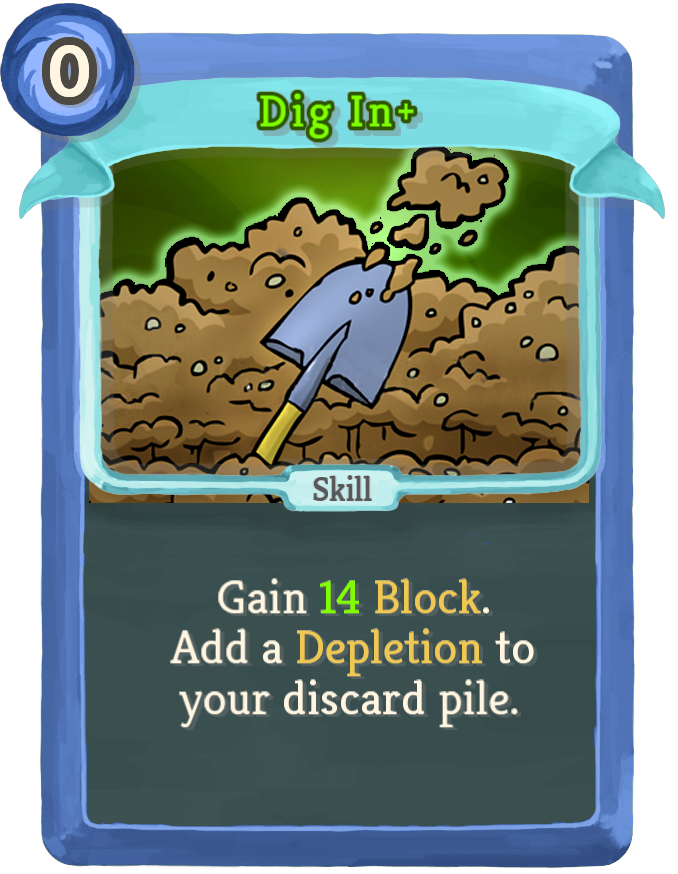 0
Dig In+
Skill
Gain 14 Block.
Add a Depletion to
your discard pile.